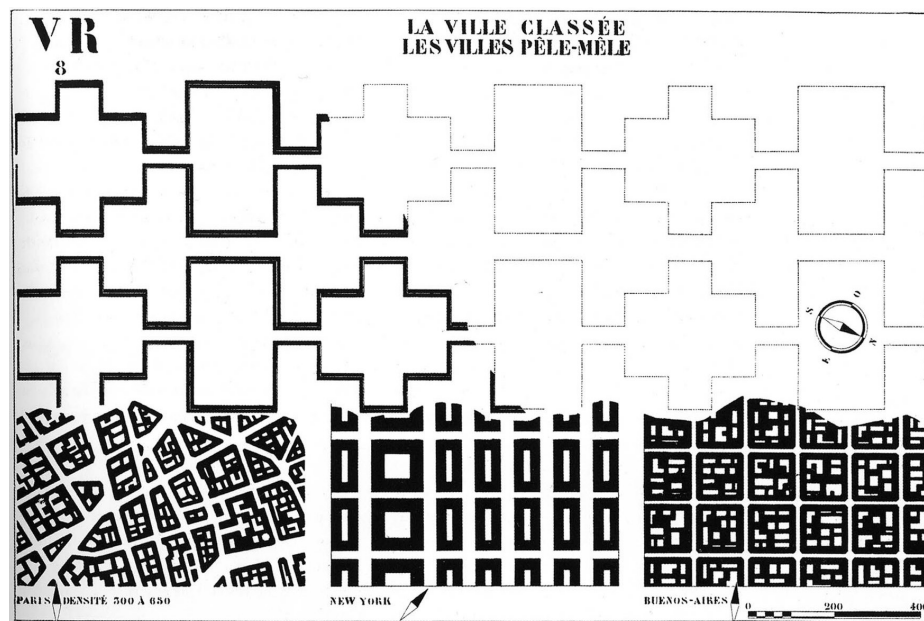 VR
8
LA VILLE CLASSÉE
LES VILLES PÊLE-MÊLE
O
S
N
E
PARIS DENSITÉ 300 À 650
NEW YORK
BUENOS-AIRES
0 200 400